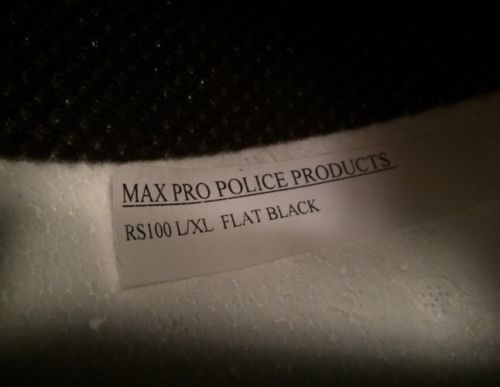 MAX PRO POLICE PRODUCTS
RS100 L/XL FLAT BLACK